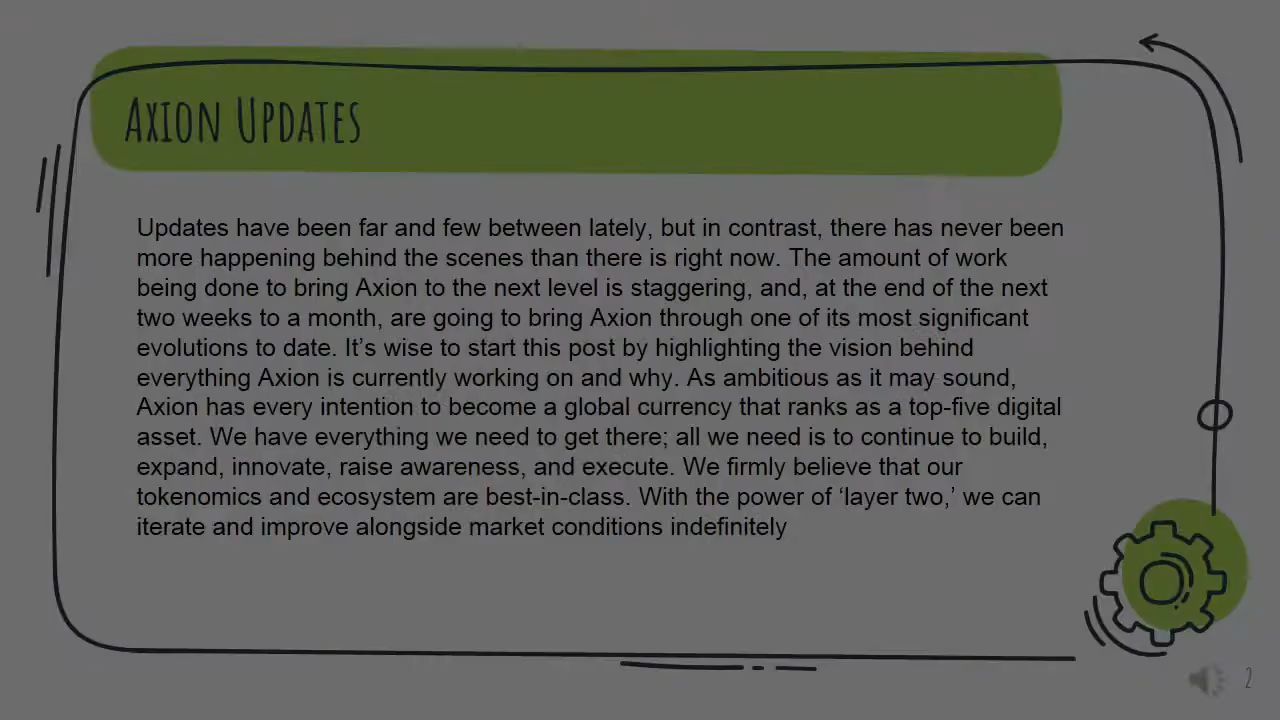 Axion Updates
Updates have been far and few between lately, but in contrast, there has never been
more happening behind the scenes than there is right now. The amount of work
being done to bring Axion to the next level is staggering, and, at the end of the next
two weeks to a month, are going to bring Axion through one of its most significant
evolutions to date. It’s wise to start this post by highlighting the vision behind
everything Axion is currently working on and why. As ambitious as it may sound,
Axion has every intention to become a global currency that ranks as a top-five digital
asset. We have everything we need to get there; all we need is to continue to build,
expand, innovate, raise awareness, and execute. We firmly believe that our
tokenomics and ecosystem are best-in-class. With the power of ‘layer two,’ we can
iterate and improve alongside market conditions indefinitely
2